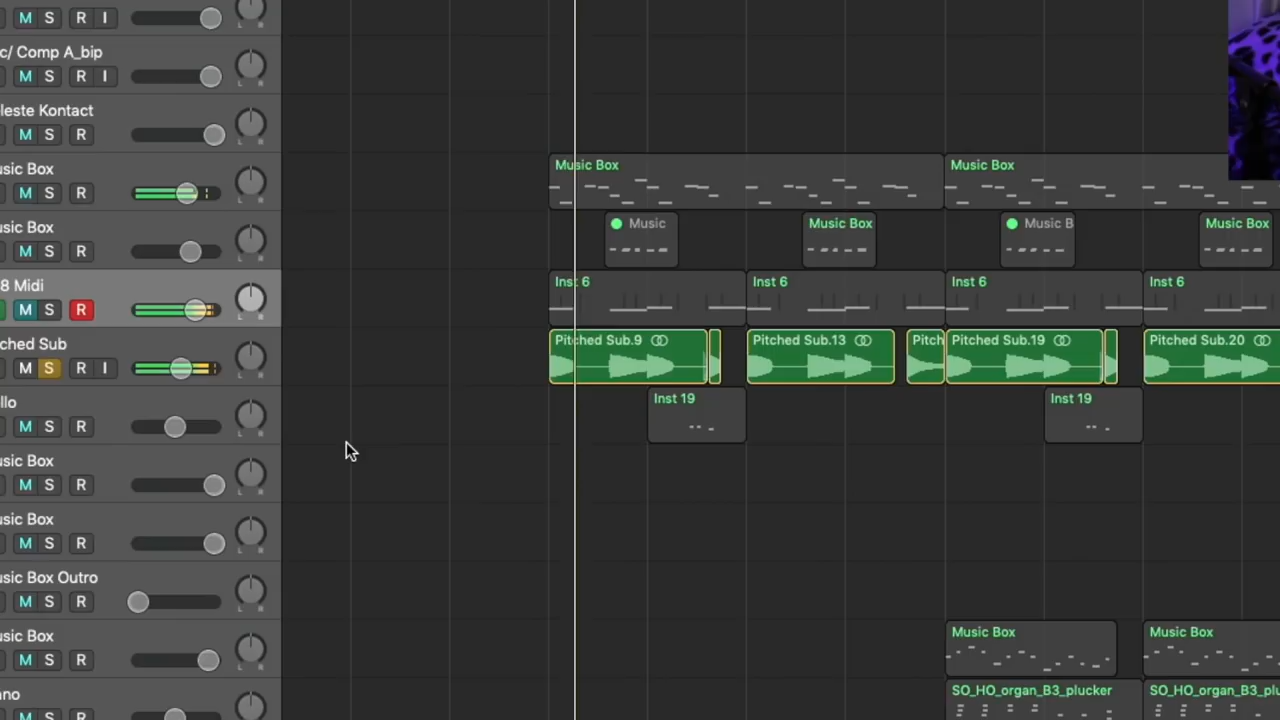 M S R I
c/ Comp A_bip
M S R I
leste Kontact
M S R
usic Box
M S R
Music Box
Music Box
usic Box
M S R
Music
Music Box
Music B
Music Box
8 Midi
M S R
Inst 6
Inst 6
Inst 6
Inst 6
tched Sub
M S R I
Pitched Sub.9
Pitched Sub.13
Pitch
Pitched Sub.19
Pitched Sub.20
llo
M S R
Inst 19
Inst 19
usic Box
M S R
usic Box
M S R
usic Box Outro
M S R
usic Box
M S R
Music Box
Music Box
ano
M S R
SO_HO_organ_B3_plucker
SO_HO_organ_B3_plu